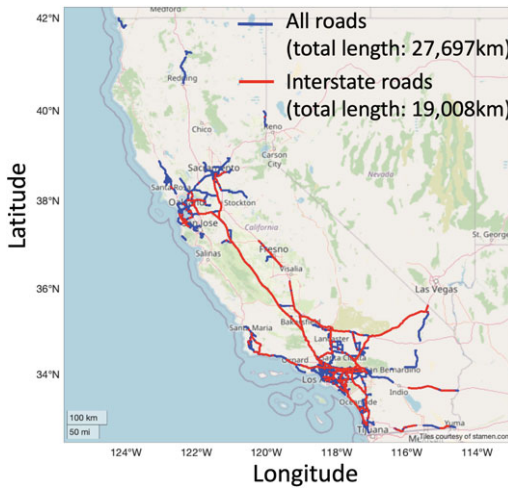 42°N
Medford
All roads
(total length: 27,697km)
Redding
Interstate roads
(total length: 19,008km)
40°N
Chico
Reno
Carson
City
Sacramento
Nevada
Santa Rosa
38°N
Stockton
California
St. George
San Jose
Fresno
Salinas
Visalia
Las Vegas
36°N
Bakersfield
Santa Maria
Lancaster
Santa Clarita
Oxnard
San Bernardino
34°N
Indio
Oceanside
100 km
50 mi
Yuma
Tijuana
Tiles courtesy of stamen.com
124°W
122°W
120°W
118°W
116°W
114°W
Latitude
Longitude